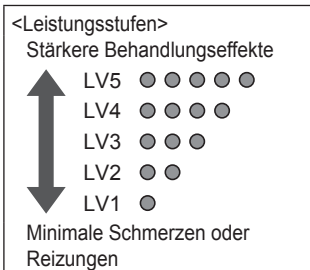 <Leistungsstufen>
Stärkere Behandlungseffekte
LV5
LV4
LV3
LV2
LV1
Minimale Schmerzen oder
Reizungen